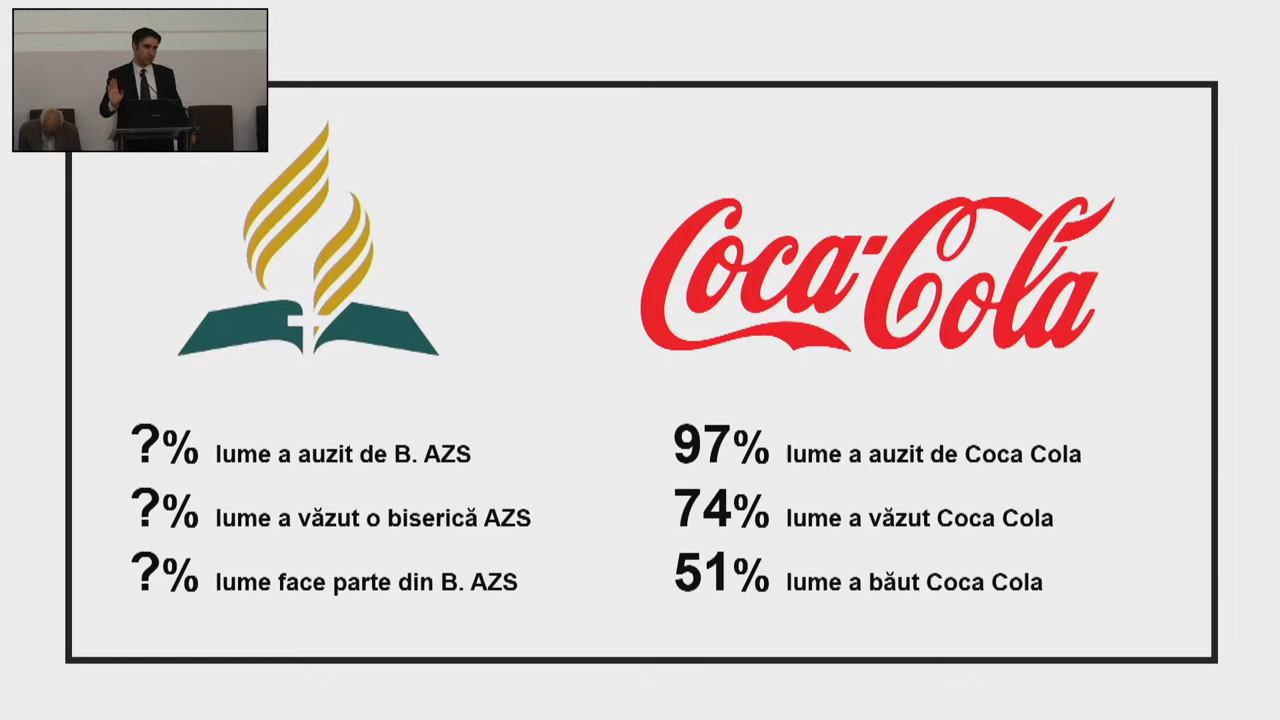 Coca-Cola
?% lume a auzit de B. AZS
?% lume a văzut o biserică AZS
?% lume face parte din B. AZS
97% lume a auzit de Coca Cola
74% lume a văzut Coca Cola
51% lume a băut Coca Cola